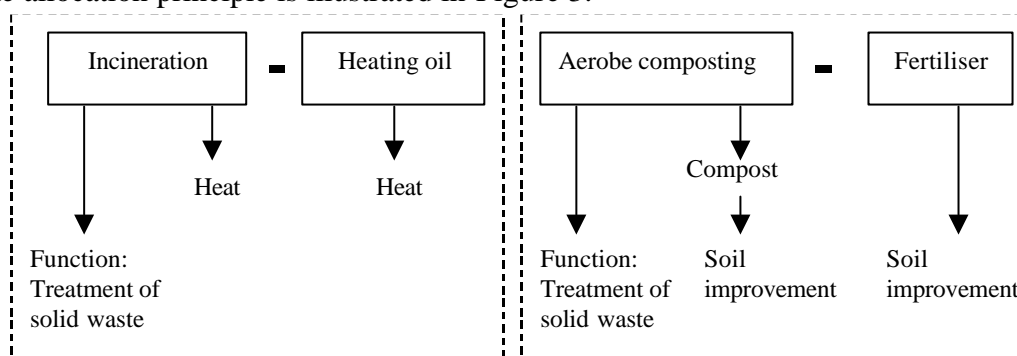 allocation principle is illustrated in Figure 3.
Incineration - Heating oil
Heat
Heat
Function:
Treatment of
solid waste
Aerobe composting - Fertiliser
Compost
Function:
Treatment of
solid waste
Soil
improvement
Soil
improvement